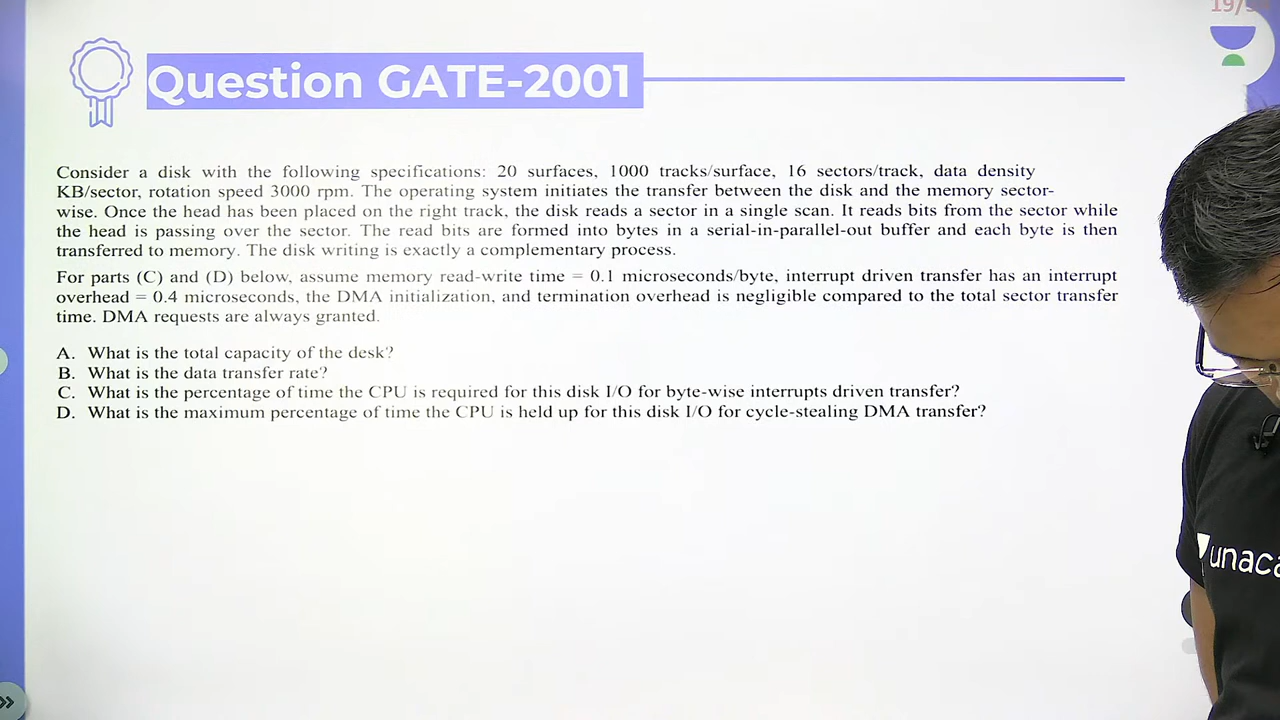 19/
Question GATE-2001
Consider a disk with the following specifications: 20 surfaces, 1000 tracks/surface, 16 sectors/track, data density
KB/sector, rotation speed 3000 rpm. The operating system initiates the transfer between the disk and the memory sector-
wise. Once the head has been placed on the right track, the disk reads a sector in a single scan. It reads bits from the sector while
the head is passing over the sector. The read bits are formed into bytes in a serial-in-parallel-out buffer and each byte is then
transferred to memory. The disk writing is exactly a complementary process.
For parts (C) and (D) below, assume memory read-write time = 0.1 microseconds/byte, interrupt driven transfer has an interrupt
overhead = 0.4 microseconds, the DMA initialization, and termination overhead is negligible compared to the total sector transfer
time. DMA requests are always granted.
A. What is the total capacity of the desk?
B. What is the data transfer rate?
C. What is the percentage of time the CPU is required for this disk I/O for byte-wise interrupts driven transfer?
D. What is the maximum percentage of time the CPU is held up for this disk I/O for cycle-stealing DMA transfer?
unaca